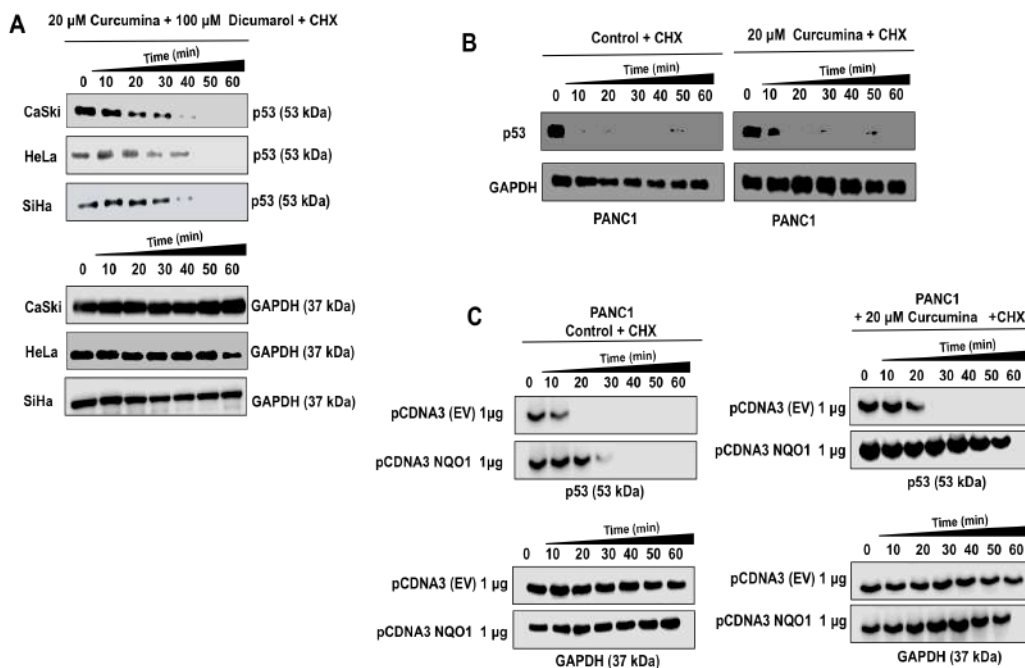 A
20 µM Curcumina + 100 µM Dicumarol + CHX
Time (min)
0 10 20 30 40 50 60
CaSki p53 (53 kDa)
HeLa p53 (53 kDa)
SiHa p53 (53 kDa)
Time (min)
0 10 20 30 40 50 60
CaSki GAPDH (37 kDa)
HeLa GAPDH (37 kDa)
SiHa GAPDH (37 kDa)
B
Control + CHX
Time (min)
0 10 20 30 40 50 60
20 µM Curcumina + CHX
Time (min)
0 10 20 30 40 50 60
p53
GAPDH
PANC1
PANC1
C
PANC1
Control + CHX
Time (min)
0 10 20 30 40 50 60
pCDNA3 (EV) 1µg
pCDNA3 NQO1 1µg
p53 (53 kDa)
Time (min)
0 10 20 30 40 50 60
pCDNA3 (EV) 1 µg
pCDNA3 NQO1 1 µg
GAPDH (37 kDa)
PANC1
+ 20 µM Curcumina +CHX
Time (min)
0 10 20 30 40 50 60
pCDNA3 (EV) 1 µg
pCDNA3 NQO1 1 µg
p53 (53 kDa)
Time (min)
0 10 20 30 40 50 60
pCDNA3 (EV) 1 µg
pCDNA3 NQO1 1 µg
GAPDH (37 kDa)